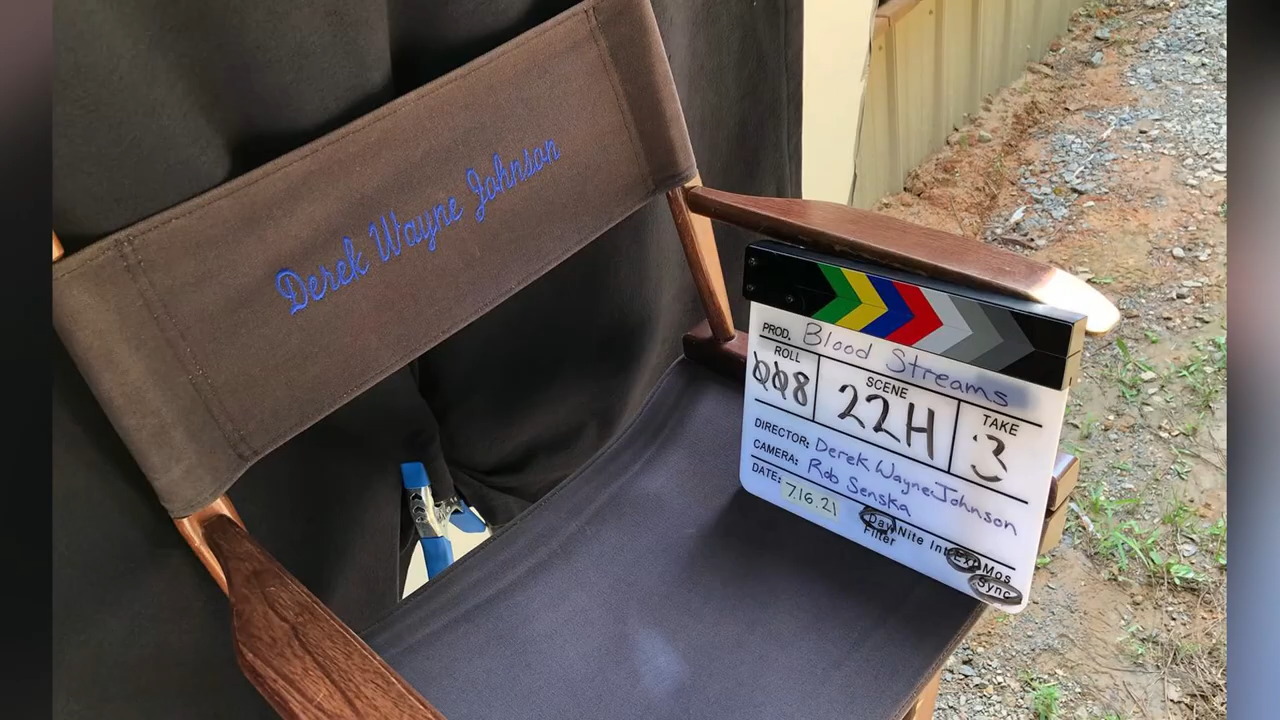 Derek Wayne Johnson
PROD. Blood Streams
ROLL SCENE TAKE
008 22H 3
DIRECTOR: Derek Wayne Johnson
CAMERA: Rob Senska
DATE: 7.16.21 Day Nite Int Ext Mos
Filter Sync